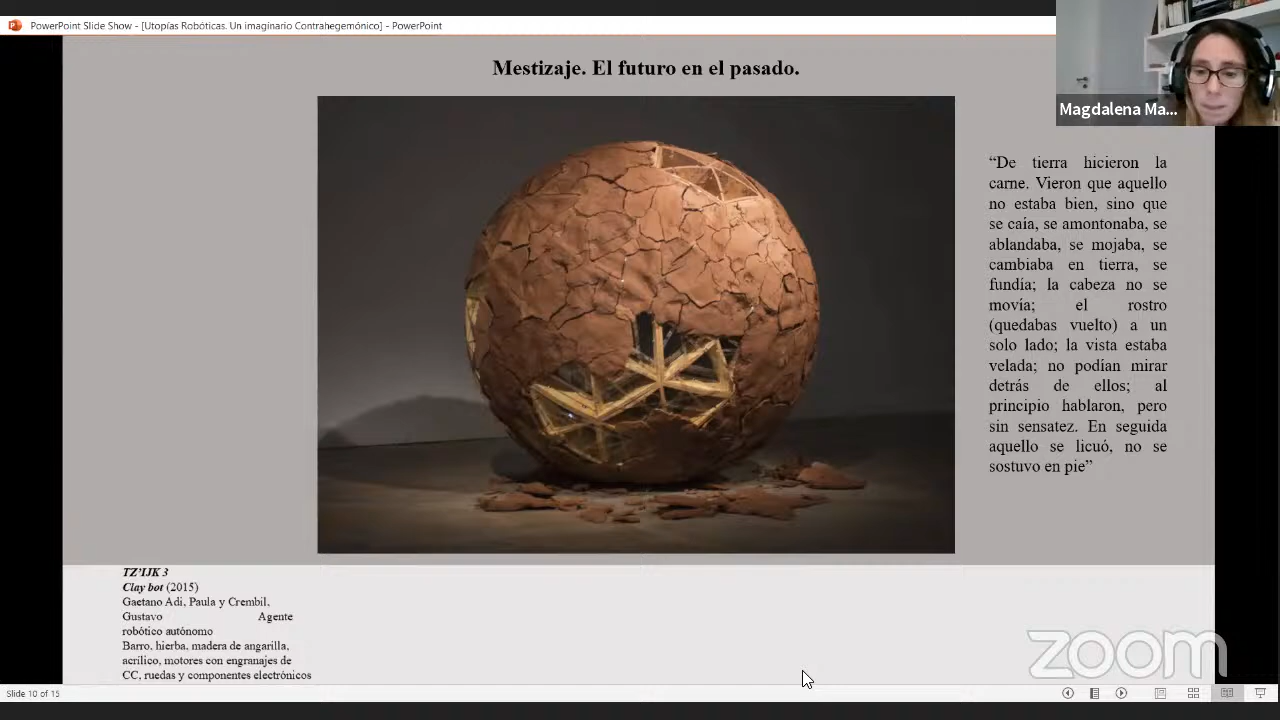 PowerPoint Slide Show - [Utopías Robóticas. Un imaginario Contrahegemónico] - PowerPoint
Mestizaje. El futuro en el pasado.
Magdalena Ma...
“De tierra hicieron la
carne. Vieron que aquello
no estaba bien, sino que
se caía, se amontonaba, se
ablandaba, se mojaba, se
cambiaba en tierra, se
fundía; la cabeza no se
movía; el rostro
(quedabas vuelto) a un
solo lado; la vista estaba
velada; no podían mirar
detrás de ellos; al
principio hablaron, pero
sin sensatez. En seguida
aquello se licuó, no se
sostuvo en pie”
TZ’IJK 3
Clay bot (2015)
Gaetano Adi, Paula y Crembil,
Gustavo Agente
robótico autónomo
Barro, hierba, madera de angarilla,
acrílico, motores con engranajes de
CC, ruedas y componentes electrónicos
zoom
Slide 10 of 15